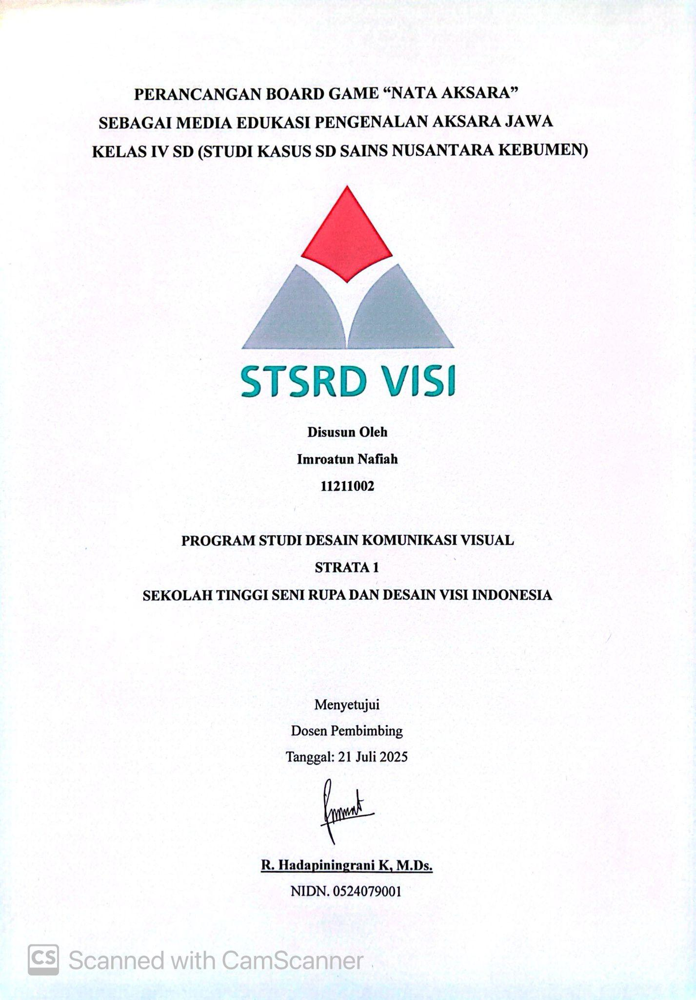 PERANCANGAN BOARD GAME “NATA AKSARA”
SEBAGAI MEDIA EDUKASI PENGENALAN AKSARA JAWA
KELAS IV SD (STUDI KASUS SD SAINS NUSANTARA KEBUMEN)
STSRD VISI
Disusun Oleh
Imroatun Nafiah
11211002
PROGRAM STUDI DESAIN KOMUNIKASI VISUAL
STRATA 1
SEKOLAH TINGGI SENI RUPA DAN DESAIN VISI INDONESIA
Menyetujui
Dosen Pembimbing
Tanggal: 21 Juli 2025
R. Hadapiningrani K, M.Ds.
NIDN. 0524079001
CS Scanned with CamScanner